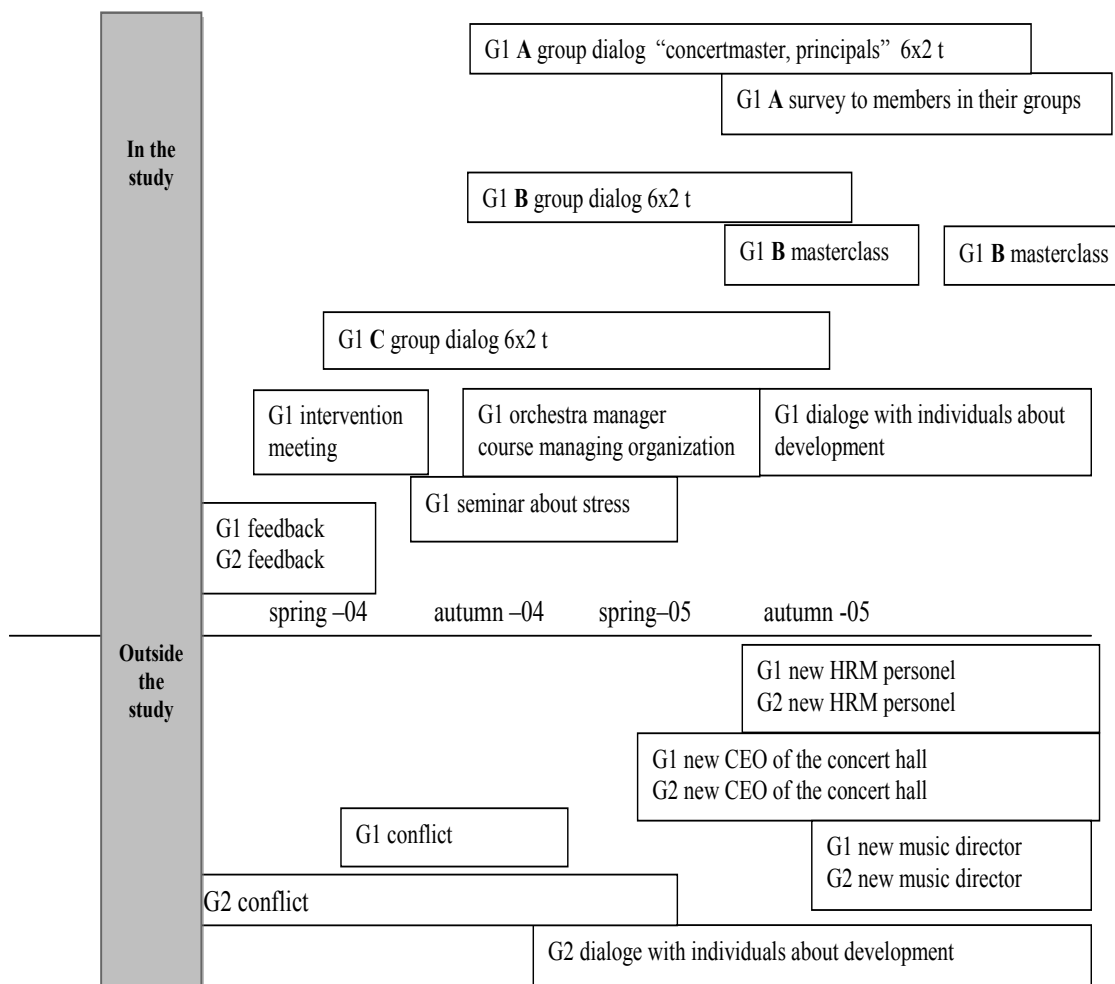 G1 A group dialog “concertmaster, principals” 6x2 t
G1 A survey to members in their groups
In the
study
G1 B group dialog 6x2 t
G1 B masterclass
G1 B masterclass
G1 C group dialog 6x2 t
G1 intervention
meeting
G1 orchestra manager
course managing organization
G1 dialoge with individuals about
development
G1 seminar about stress
G1 feedback
G2 feedback
spring –04
autumn –04
spring–05
autumn -05
Outside
the
study
G1 new HRM personel
G2 new HRM personel
G1 new CEO of the concert hall
G2 new CEO of the concert hall
G1 conflict
G1 new music director
G2 new music director
G2 conflict
G2 dialoge with individuals about development